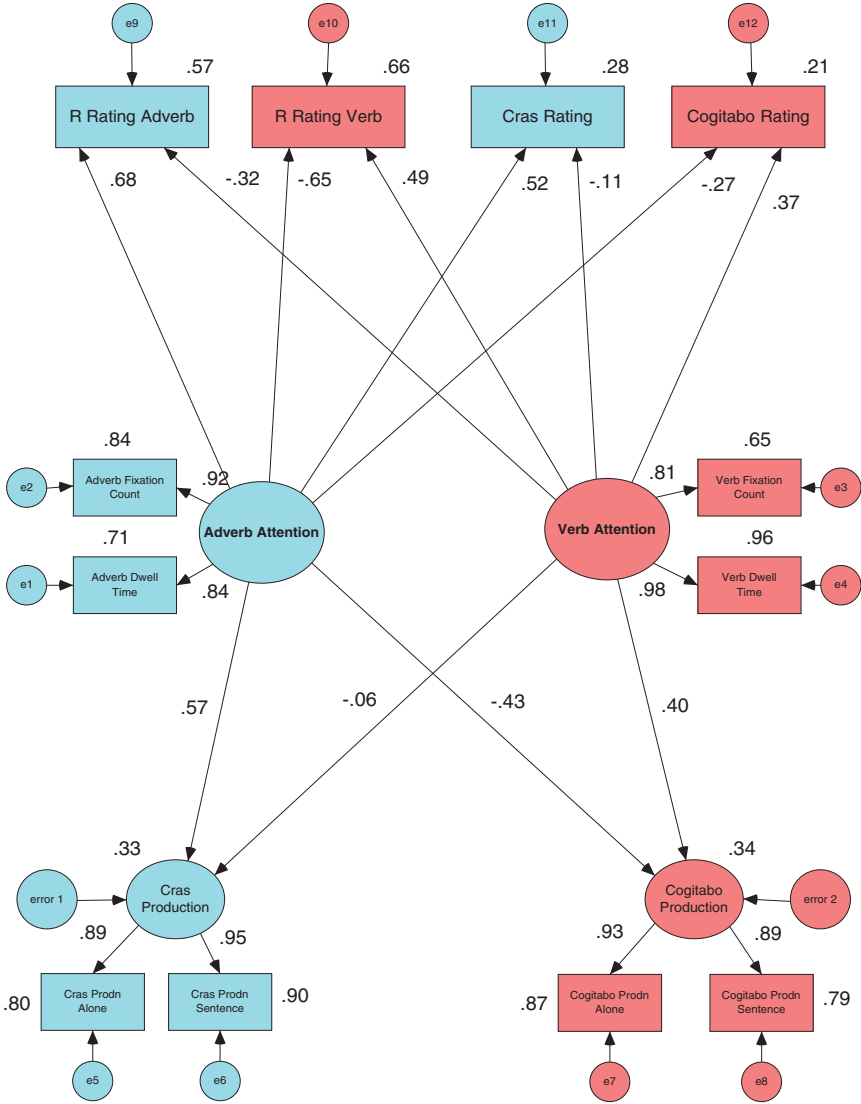 e9
e10
e11
e12
.57
.66
.28
.21
R Rating Adverb
R Rating Verb
Cras Rating
Cogitabo Rating
.68
-.32
-.65
.49
.52
-.11
-.27
.37
.84
.65
e2
Adverb Fixation
Count
.92
.81
Verb Fixation
Count
e3
Adverb Attention
Verb Attention
.71
.96
e1
Adverb Dwell
Time
.84
.98
Verb Dwell
Time
e4
.57
-.06
-.43
.40
.33
.34
error 1
Cras
Production
Cogitabo
Production
error 2
.89
.95
.93
.89
.80
Cras Prodn
Alone
Cras Prodn
Sentence
.90
.87
Cogitabo Prodn
Alone
Cogitabo Prodn
Sentence
.79
e5
e6
e7
e8